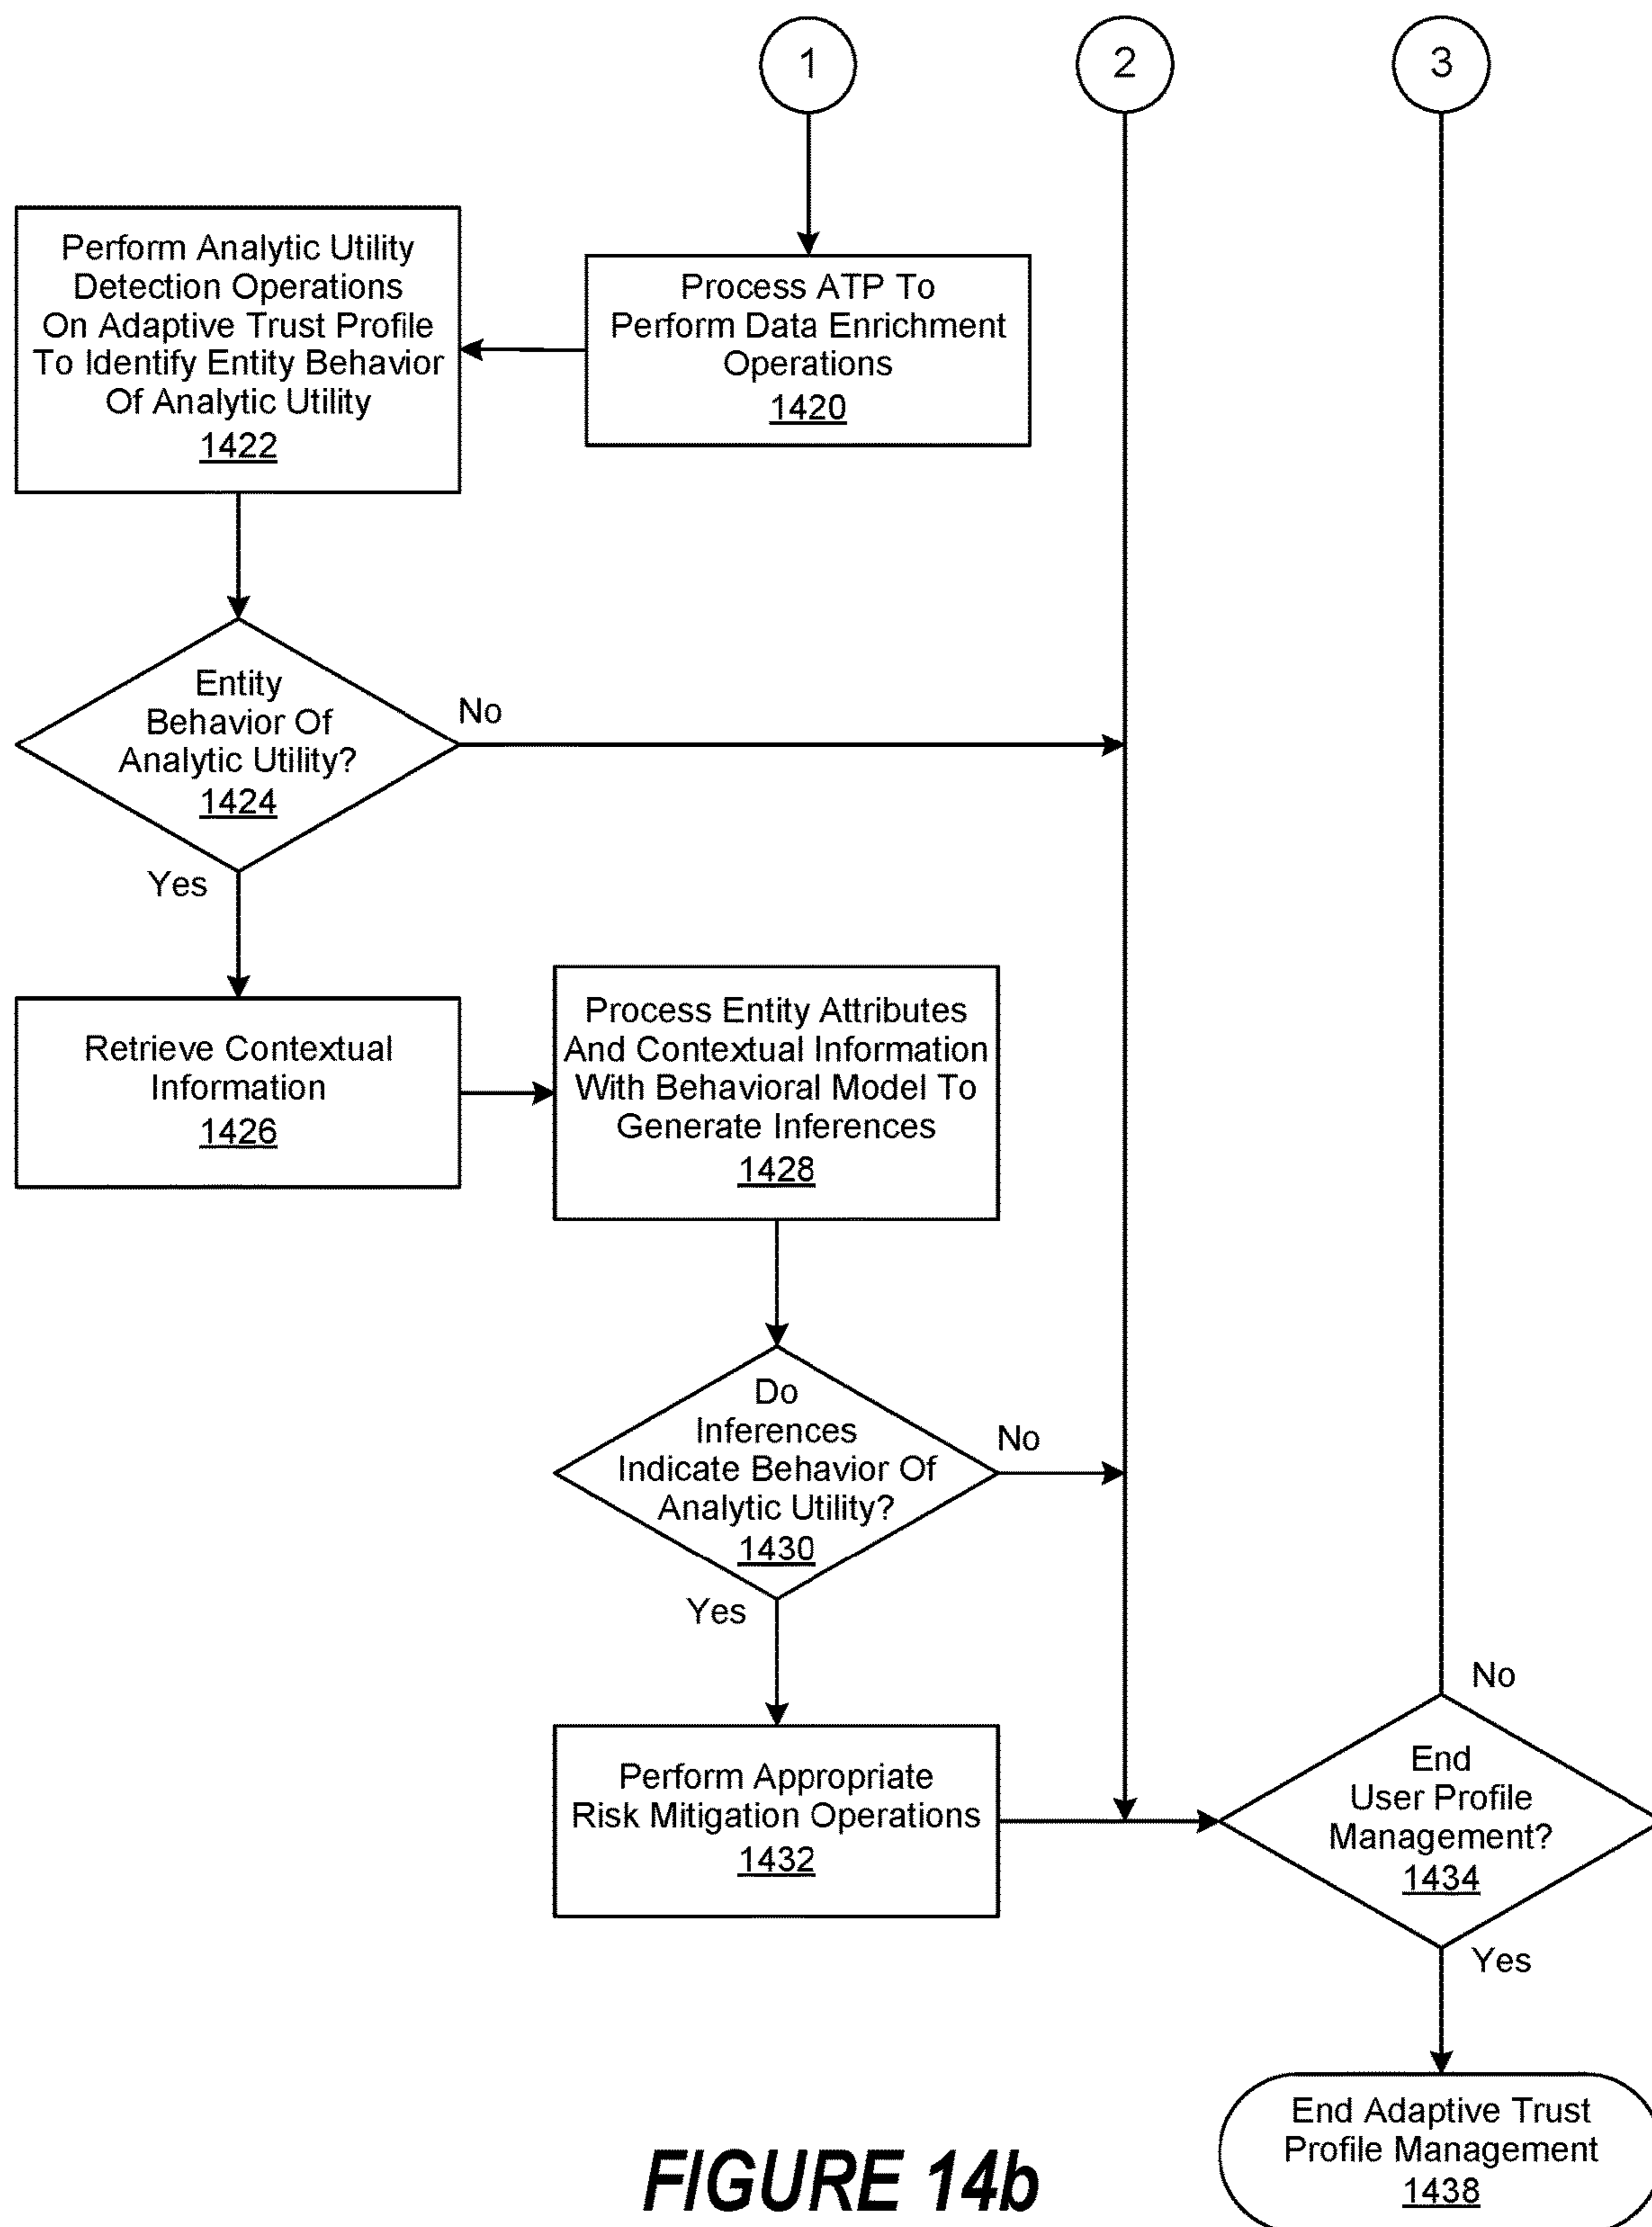 1
2
3
Process ATP To
Perform Data Enrichment
Operations
1420
Perform Analytic Utility
Detection Operations
On Adaptive Trust Profile
To Identify Entity Behavior
Of Analytic Utility
1422
Entity
Behavior Of
Analytic Utility?
1424
No
Yes
Retrieve Contextual
Information
1426
Process Entity Attributes
And Contextual Information
With Behavioral Model To
Generate Inferences
1428
Do
Inferences
Indicate Behavior Of
Analytic Utility?
1430
No
Yes
Perform Appropriate
Risk Mitigation Operations
1432
No
End
User Profile
Management?
1434
Yes
End Adaptive Trust
Profile Management
1438
FIGURE 14b